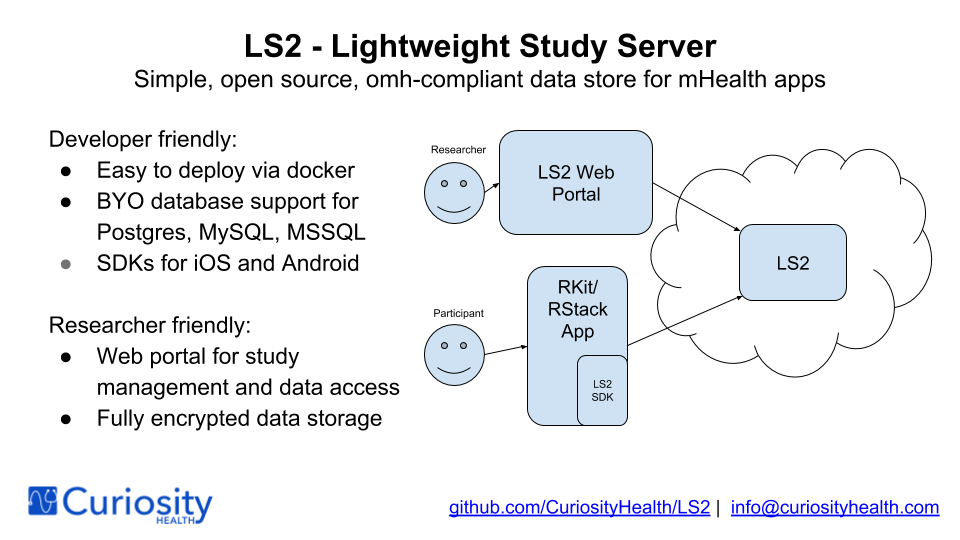 LS2 - Lightweight Study Server
Simple, open source, omh-compliant data store for mHealth apps
Developer friendly:
● Easy to deploy via docker
● BYO database support for
Postgres, MySQL, MSSQL
● SDKs for iOS and Android
Researcher friendly:
● Web portal for study
management and data access
● Fully encrypted data storage
Researcher
LS2 Web
Portal
LS2
Participant
RKit/
RStack
App
LS2
SDK
Curiosity
HEALTH
github.com/CuriosityHealth/LS2 | info@curiosityhealth.com